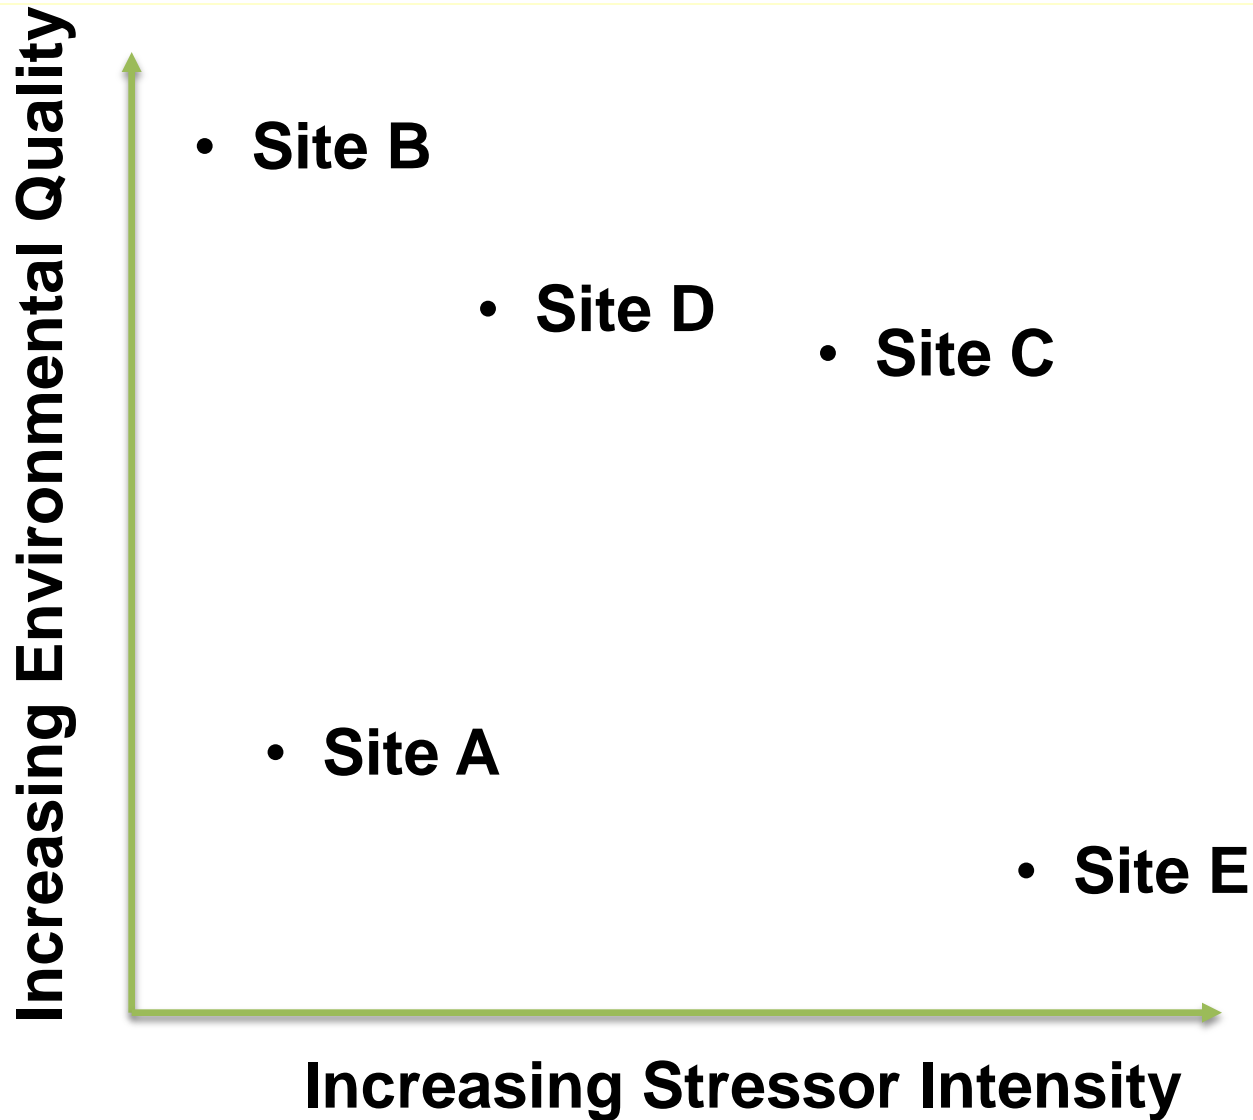 Increasing Environmental Quality
• Site B
• Site D
• Site C
• Site A
• Site E
Increasing Stressor Intensity